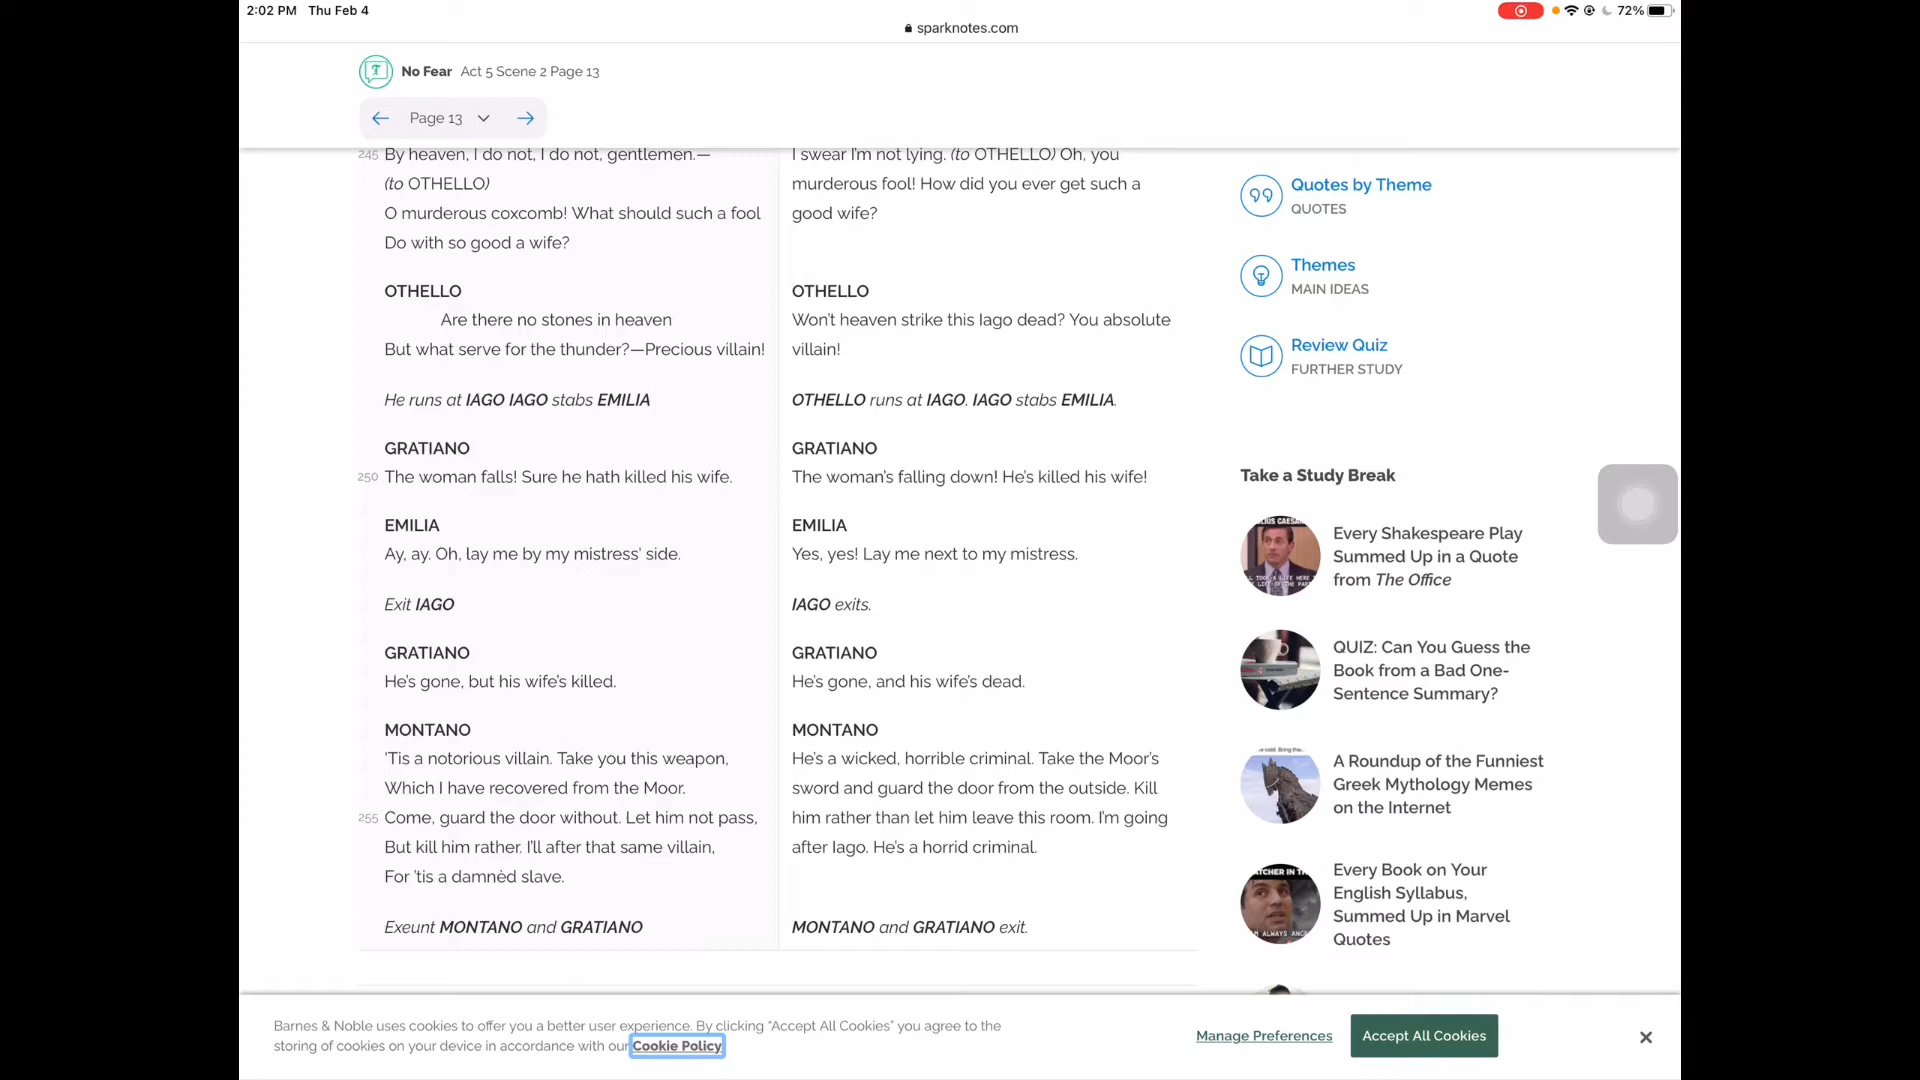 2:02 PM Thu Feb 4
72%
sparknotes.com
No Fear Act 5 Scene 2 Page 13
Page 13
245 By heaven, I do not, I do not, gentlemen.—
(to OTHELLO)
O murderous coxcomb! What should such a fool
Do with so good a wife?
OTHELLO
Are there no stones in heaven
But what serve for the thunder?—Precious villain!
He runs at IAGO IAGO stabs EMILIA
GRATIANO
250 The woman falls! Sure he hath killed his wife.
EMILIA
Ay, ay. Oh, lay me by my mistress' side.
Exit IAGO
GRATIANO
He's gone, but his wife's killed.
MONTANO
'Tis a notorious villain. Take you this weapon,
Which I have recovered from the Moor.
255 Come, guard the door without. Let him not pass,
But kill him rather. I'll after that same villain,
For 'tis a damnèd slave.
Exeunt MONTANO and GRATIANO
I swear I'm not lying. (to OTHELLO) Oh, you
murderous fool! How did you ever get such a
good wife?
OTHELLO
Won't heaven strike this Iago dead? You absolute
villain!
OTHELLO runs at IAGO. IAGO stabs EMILIA.
GRATIANO
The woman's falling down! He's killed his wife!
EMILIA
Yes, yes! Lay me next to my mistress.
IAGO exits.
GRATIANO
He's gone, and his wife's dead.
MONTANO
He's a wicked, horrible criminal. Take the Moor's
sword and guard the door from the outside. Kill
him rather than let him leave this room. I'm going
after Iago. He's a horrid criminal.
MONTANO and GRATIANO exit.
Quotes by Theme
QUOTES
Themes
MAIN IDEAS
Review Quiz
FURTHER STUDY
Take a Study Break
Every Shakespeare Play
Summed Up in a Quote
from The Office
QUIZ: Can You Guess the
Book from a Bad One-
Sentence Summary?
A Roundup of the Funniest
Greek Mythology Memes
on the Internet
Every Book on Your
English Syllabus,
Summed Up in Marvel
Quotes
Barnes & Noble uses cookies to offer you a better user experience. By clicking "Accept All Cookies" you agree to the
storing of cookies on your device in accordance with our Cookie Policy
Manage Preferences
Accept All Cookies